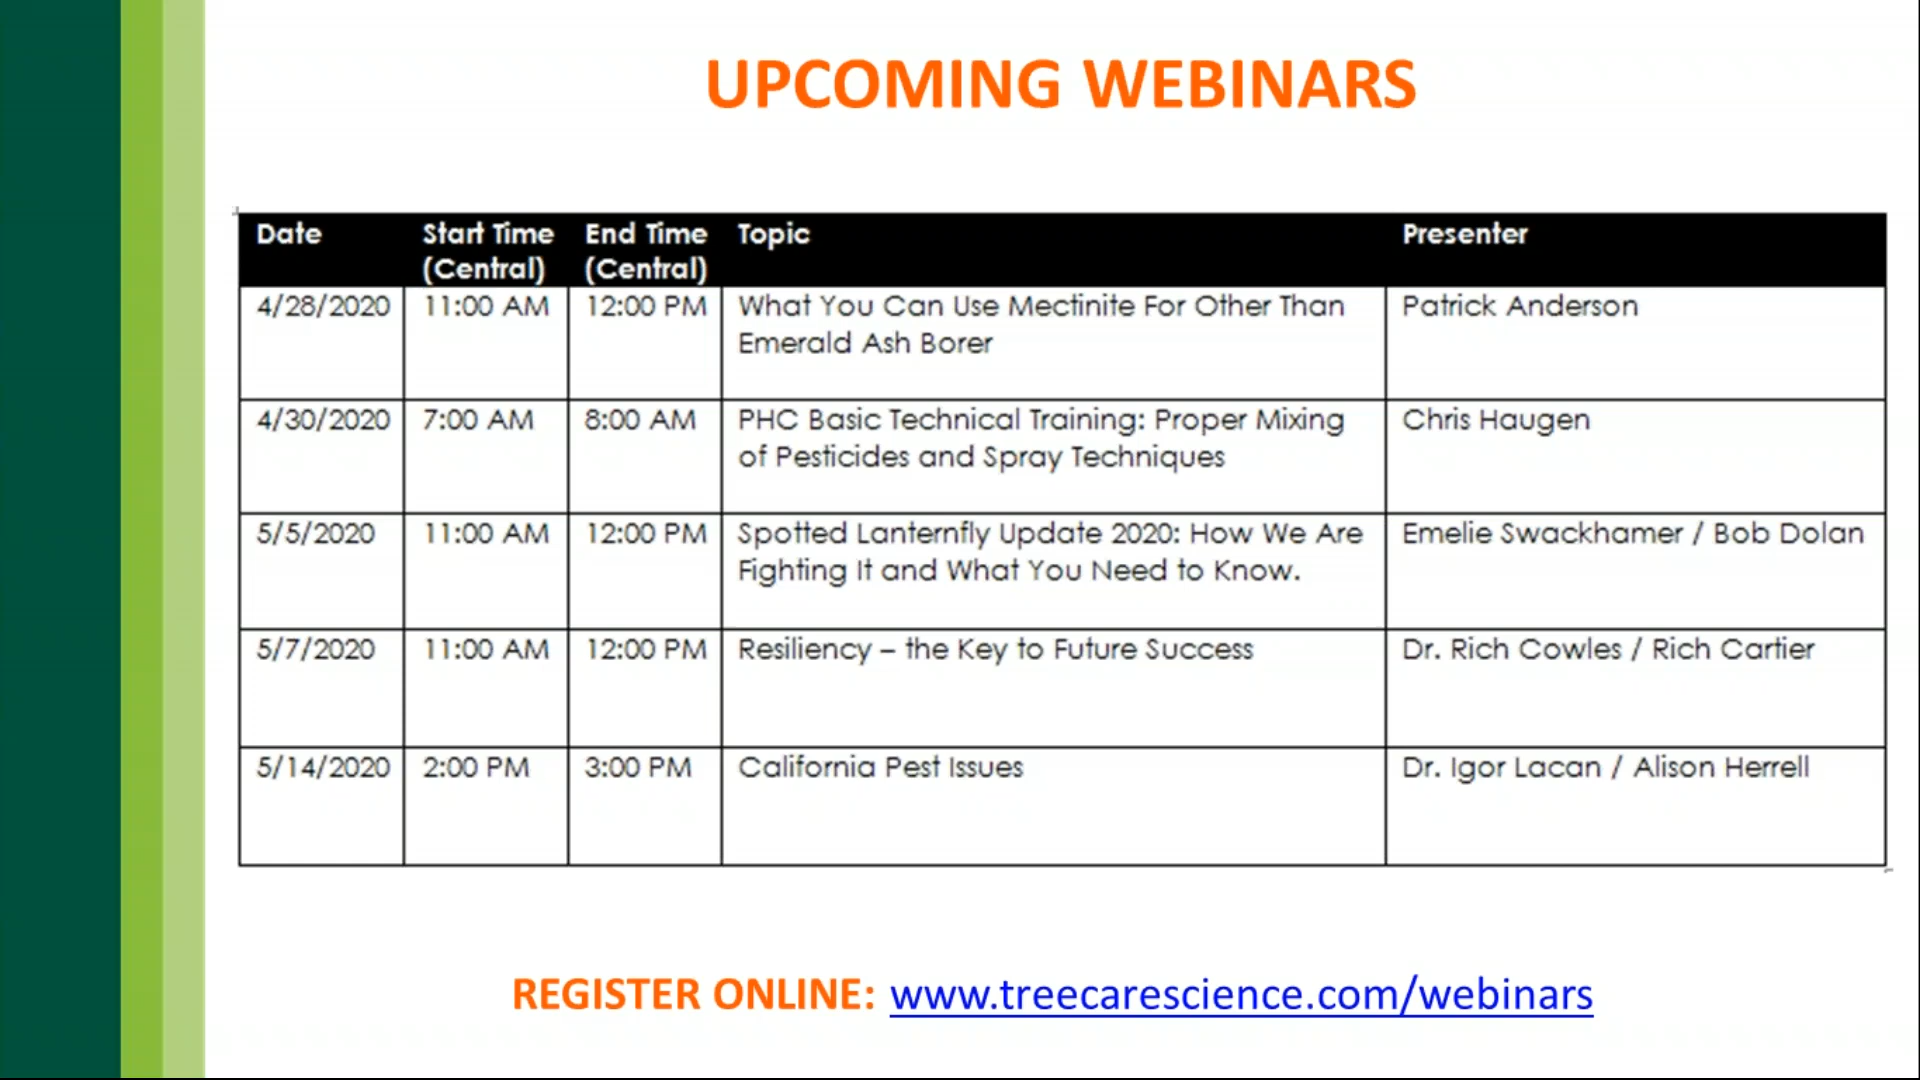 UPCOMING WEBINARS
Date Start Time End Time Topic Presenter
(Central) (Central)
4/28/2020 11:00 AM 12:00 PM What You Can Use Mectinite For Other Than Patrick Anderson
Emerald Ash Borer
4/30/2020 7:00 AM 8:00 AM PHC Basic Technical Training: Proper Mixing Chris Haugen
of Pesticides and Spray Techniques
5/5/2020 11:00 AM 12:00 PM Spotted Lanternfly Update 2020: How We Are Emelie Swackhamer / Bob Dolan
Fighting It and What You Need to Know.
5/7/2020 11:00 AM 12:00 PM Resiliency – the Key to Future Success Dr. Rich Cowles / Rich Cartier
5/14/2020 2:00 PM 3:00 PM California Pest Issues Dr. Igor Lacan / Alison Herrell
REGISTER ONLINE: www.treecarescience.com/webinars